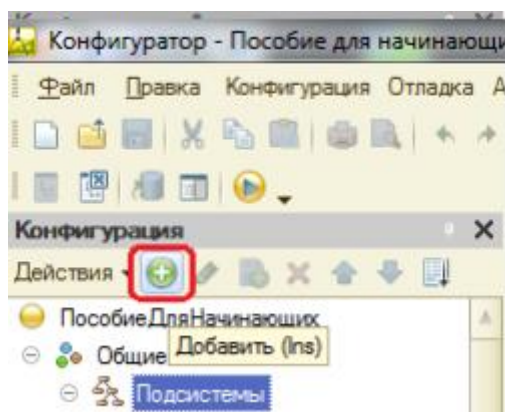 Конфигуратор - Пособие для начинающи
Файл Правка Конфигурация Отладка А
Конфигурация
Действия
ПособиеДляНачинающих
Общие
Добавить (Ins)
Подсистемы